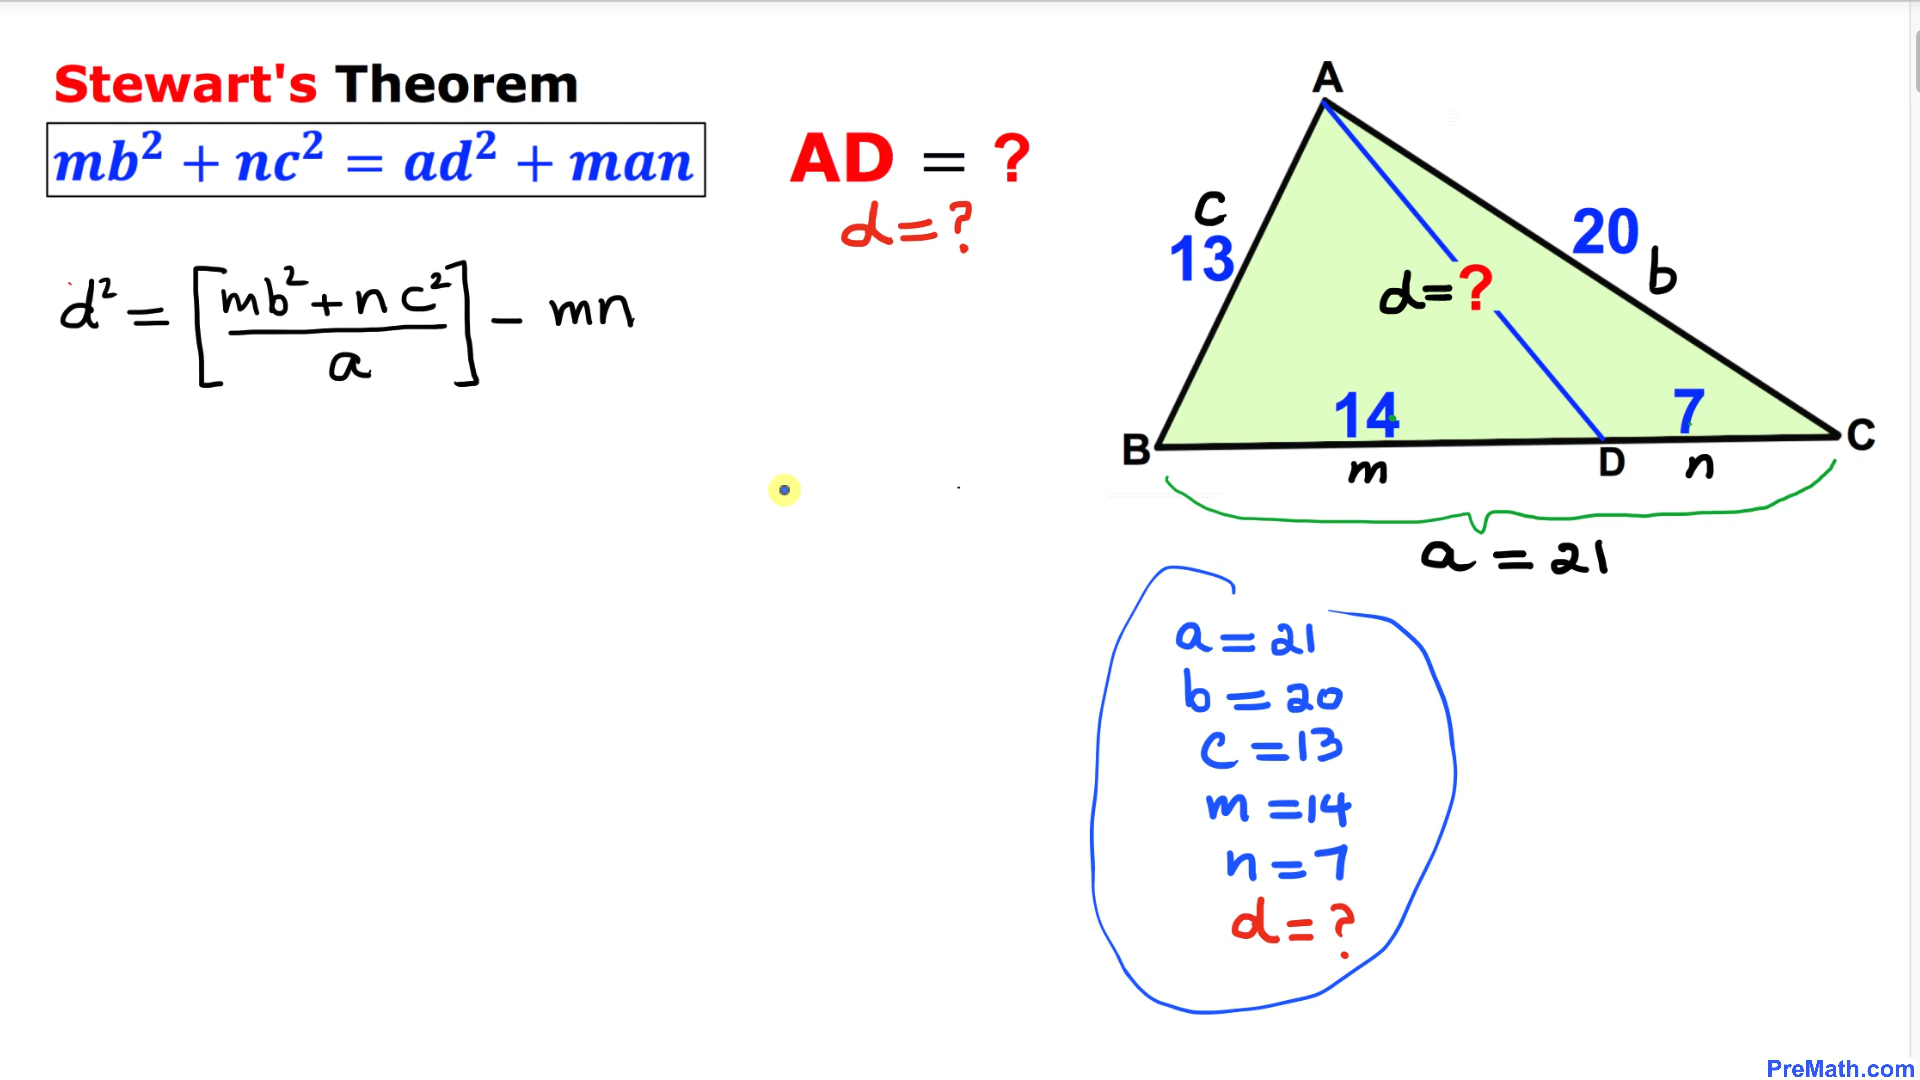 Stewart's Theorem
mb² + nc² = ad² + man
AD = ?
d = ?
d² = [mb² + nc² / a] - mn
A
c
13
20
b
d = ?
14
7
B
m
D
n
C
a = 21
a = 21
b = 20
c = 13
m = 14
n = 7
d = ?
PreMath.com